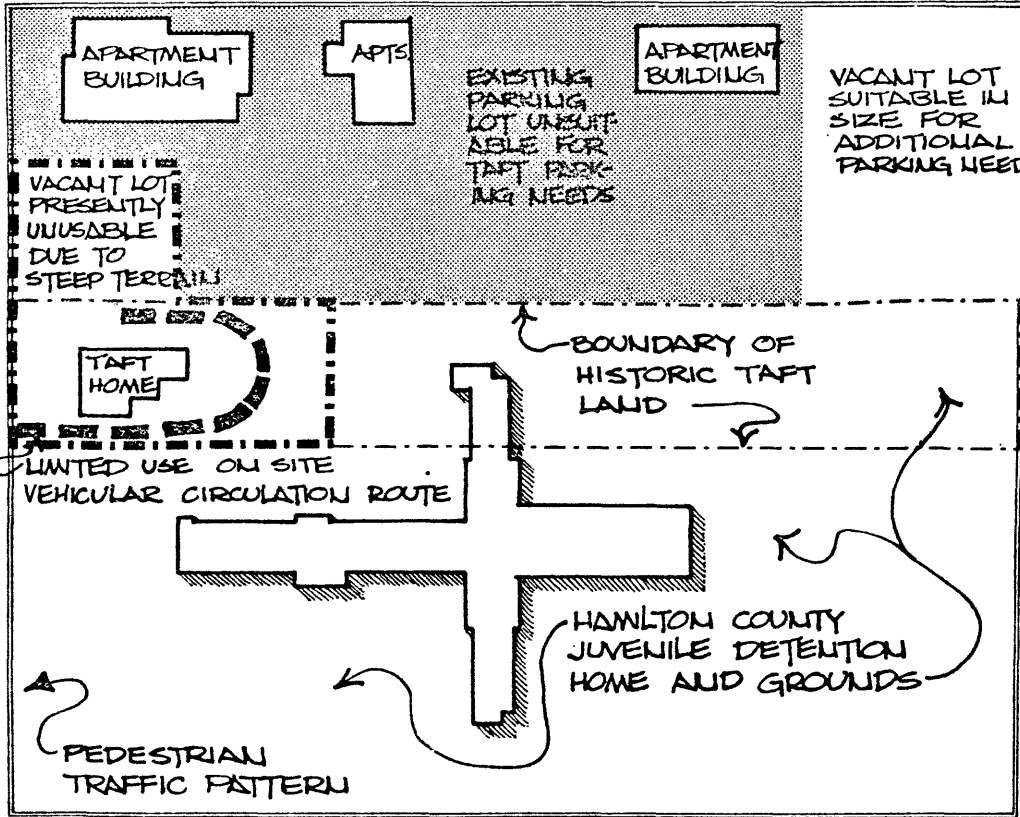 APARTMENT
BUILDING
APTS.
EXISTING
PARKING
LOT UNSUIT-
ABLE FOR
TAFT PARK-
ING NEEDS
APARTMENT
BUILDING
VACANT LOT
SUITABLE IN
SIZE FOR
ADDITIONAL
PARKING NEED
VACANT LOT
PRESENTLY
UNUSABLE
DUE TO
STEEP TERRAIN
TAFT
HOME
BOUNDARY OF
HISTORIC TAFT
LAND
LIMITED USE ON SITE
VEHICULAR CIRCULATION ROUTE
HAMILTON COUNTY
JUVENILE DETENTION
HOME AND GROUNDS
PEDESTRIAN
TRAFFIC PATTERN